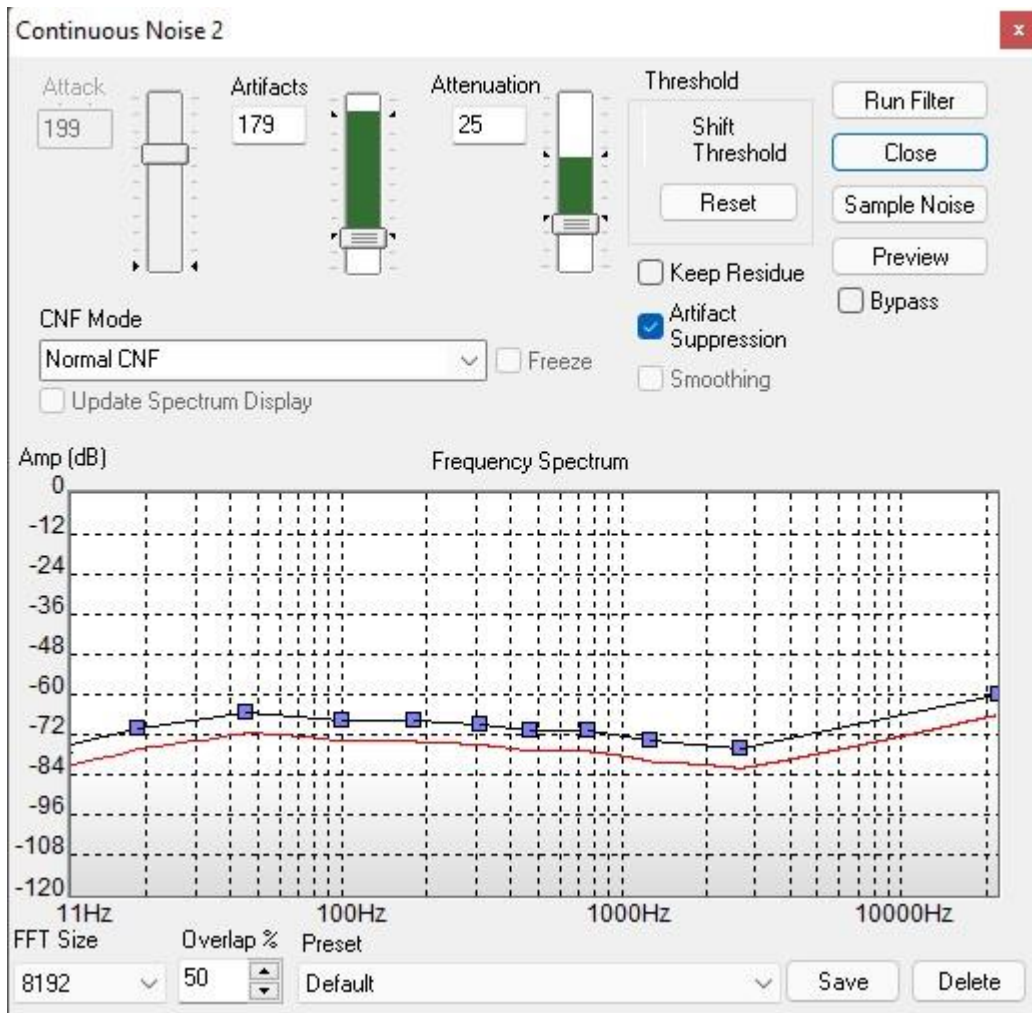 Continuous Noise 2
x
Attack
199
Artifacts
179
Attenuation
25
Threshold
Shift
Threshold
Reset
Run Filter
Close
Sample Noise
Preview
Bypass
Keep Residue
Artifact
Suppression
Smoothing
CNF Mode
Normal CNF
Freeze
Update Spectrum Display
Amp (dB)
Frequency Spectrum
0
-12
-24
-36
-48
-60
-72
-84
-96
-108
-120
11Hz 100Hz 1000Hz 10000Hz
FFT Size
8192
Overlap %
50
Preset
Default
Save
Delete